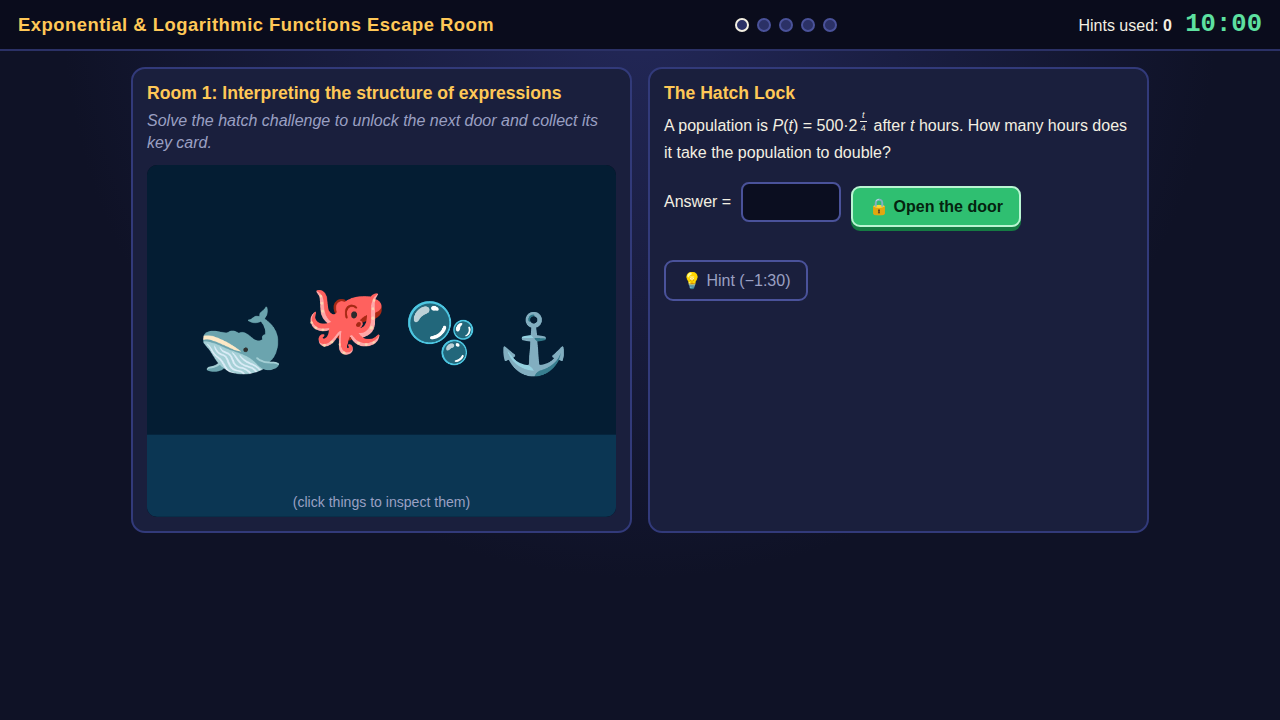 Exponential & Logarithmic Functions Escape Room
Hints used: 0 10:00
Room 1: Interpreting the structure of expressions
Solve the hatch challenge to unlock the next door and collect its
key card.
(click things to inspect them)
The Hatch Lock
A population is P(t) = 500·2^(t/4) after t hours. How many hours does
it take the population to double?
Answer =
🔒 Open the door
💡 Hint (−1:30)